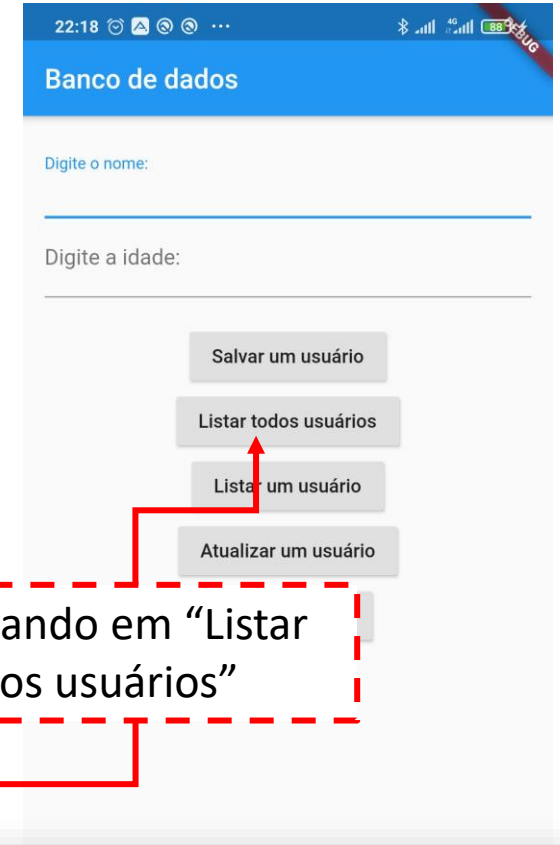 22:18
4G
88
DEBUG
Banco de dados
Digite o nome:
Digite a idade:
Salvar um usuário
Listar todos usuários
Listar um usuário
Atualizar um usuário
ando em “Listar
os usuários”